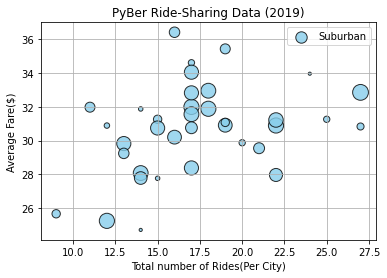 PyBer Ride-Sharing Data (2019)
Suburban
Average Fare($)
36
34
32
30
28
26
10.0 12.5 15.0 17.5 20.0 22.5 25.0 27.5
Total number of Rides(Per City)